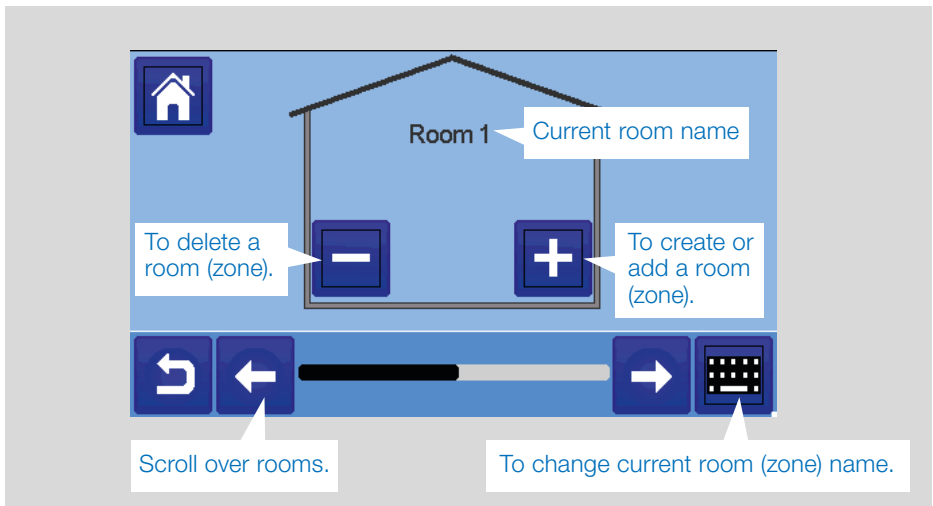 Room 1
Current room name
To delete a
room (zone).
To create or
add a room
(zone).
Scroll over rooms.
To change current room (zone) name.